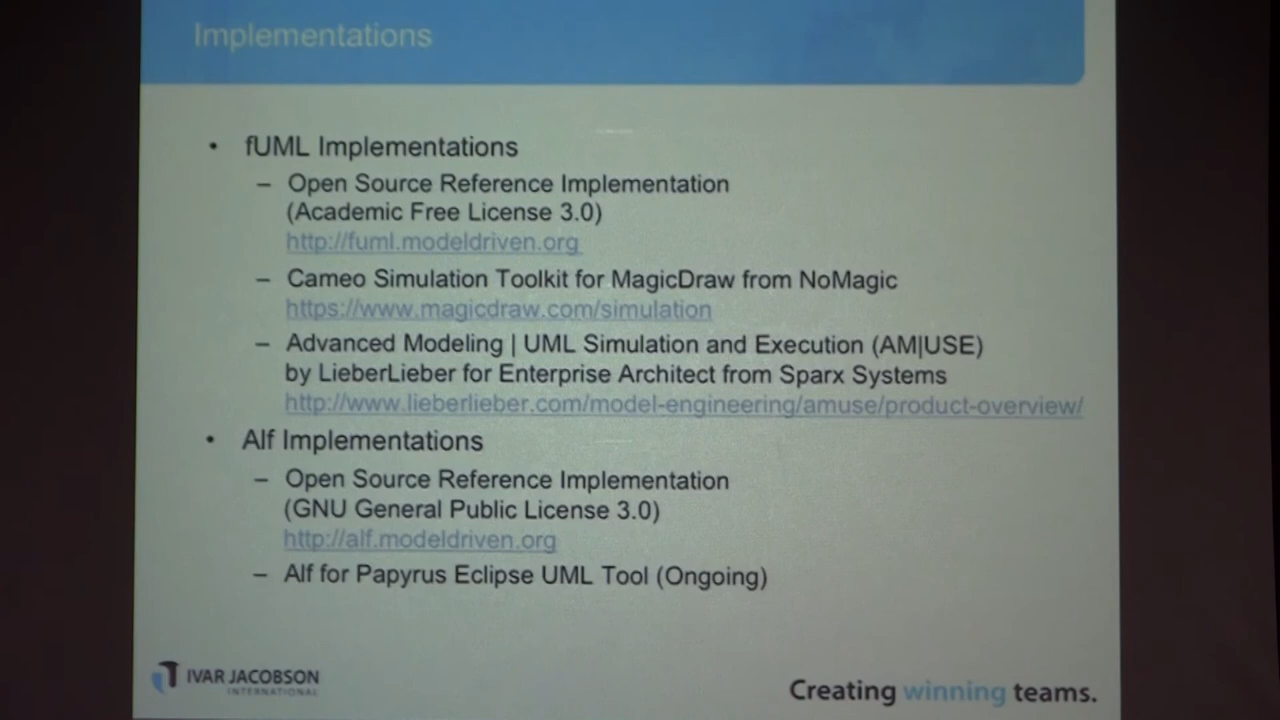 Implementations
• fUML Implementations
– Open Source Reference Implementation
(Academic Free License 3.0)
http://fuml.modeldriven.org
– Cameo Simulation Toolkit for MagicDraw from NoMagic
https://www.magicdraw.com/simulation
– Advanced Modeling | UML Simulation and Execution (AM|USE)
by LieberLieber for Enterprise Architect from Sparx Systems
http://www.lieberlieber.com/model-engineering/amuse/product-overview/
• Alf Implementations
– Open Source Reference Implementation
(GNU General Public License 3.0)
http://alf.modeldriven.org
– Alf for Papyrus Eclipse UML Tool (Ongoing)
IVAR JACOBSON
INTERNATIONAL
Creating winning teams.